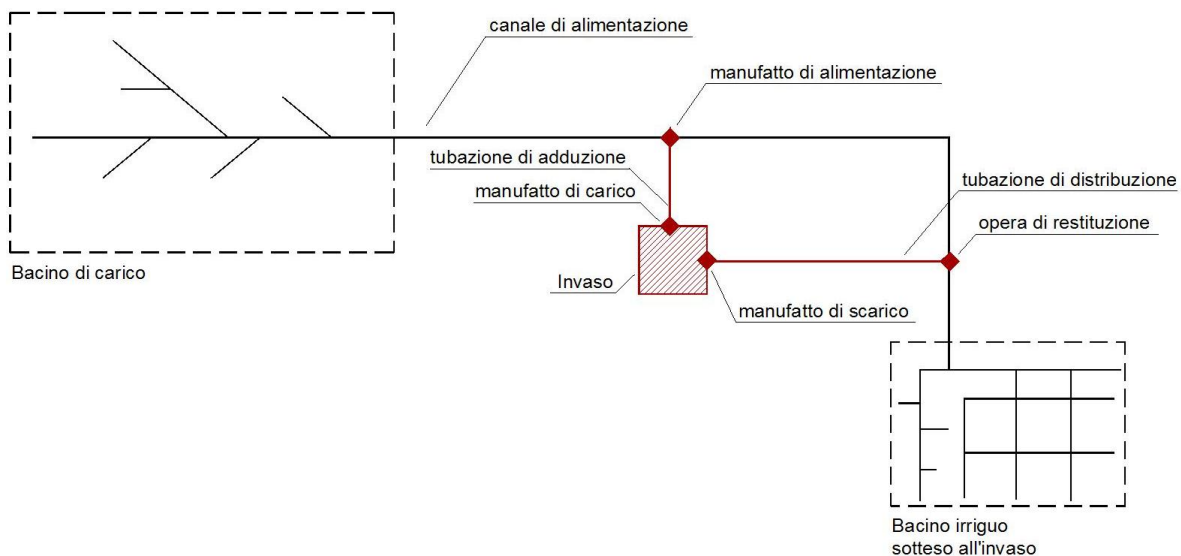 canale di alimentazione
manufatto di alimentazione
tubazione di adduzione
manufatto di carico
tubazione di distribuzione
opera di restituzione
Bacino di carico
Invaso
manufatto di scarico
Bacino irriguo
sotteso all'invaso